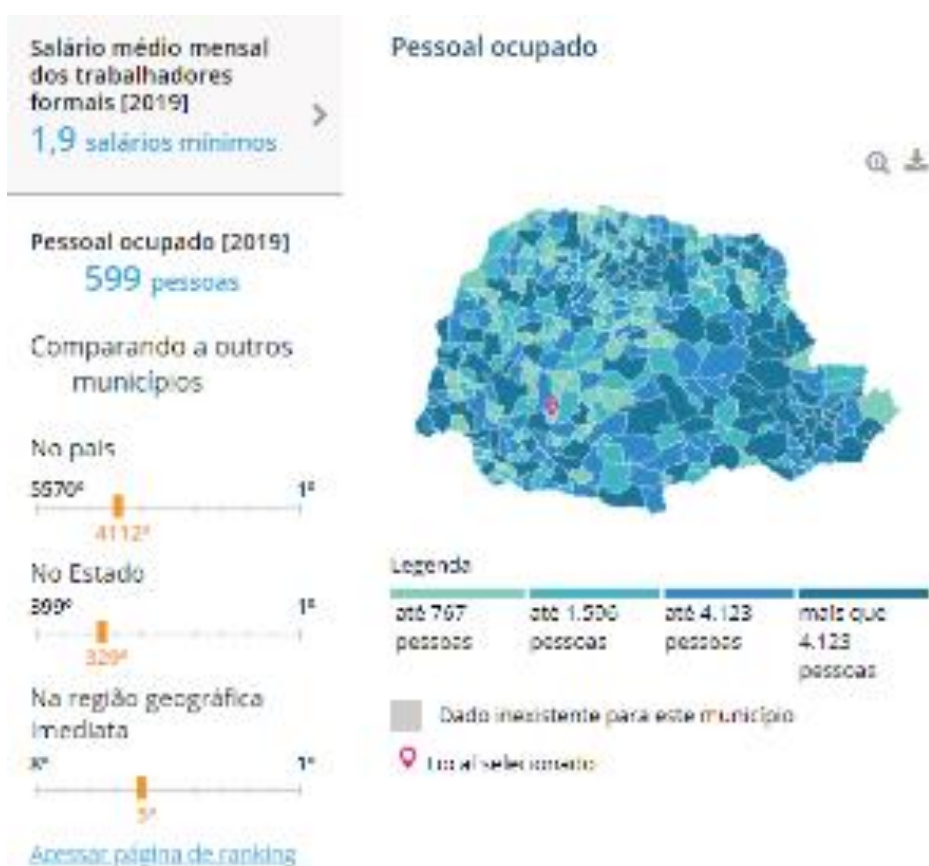 Salário médio mensal
dos trabalhadores
formais [2019]
1,9 salários mínimos
Pessoal ocupado [2019]
599 pessoas
Comparando a outros
municípios
No país
5570º 1º
4112º
No Estado
399º 1º
329º
Na região geográfica
imediata
8º 1º
5º
Acessar página de ranking
Pessoal ocupado
Legenda
até 767
pessoas
até 1.596
pessoas
até 4.123
pessoas
mais que
4.123
pessoas
Dado inexistente para este município
Local selecionado